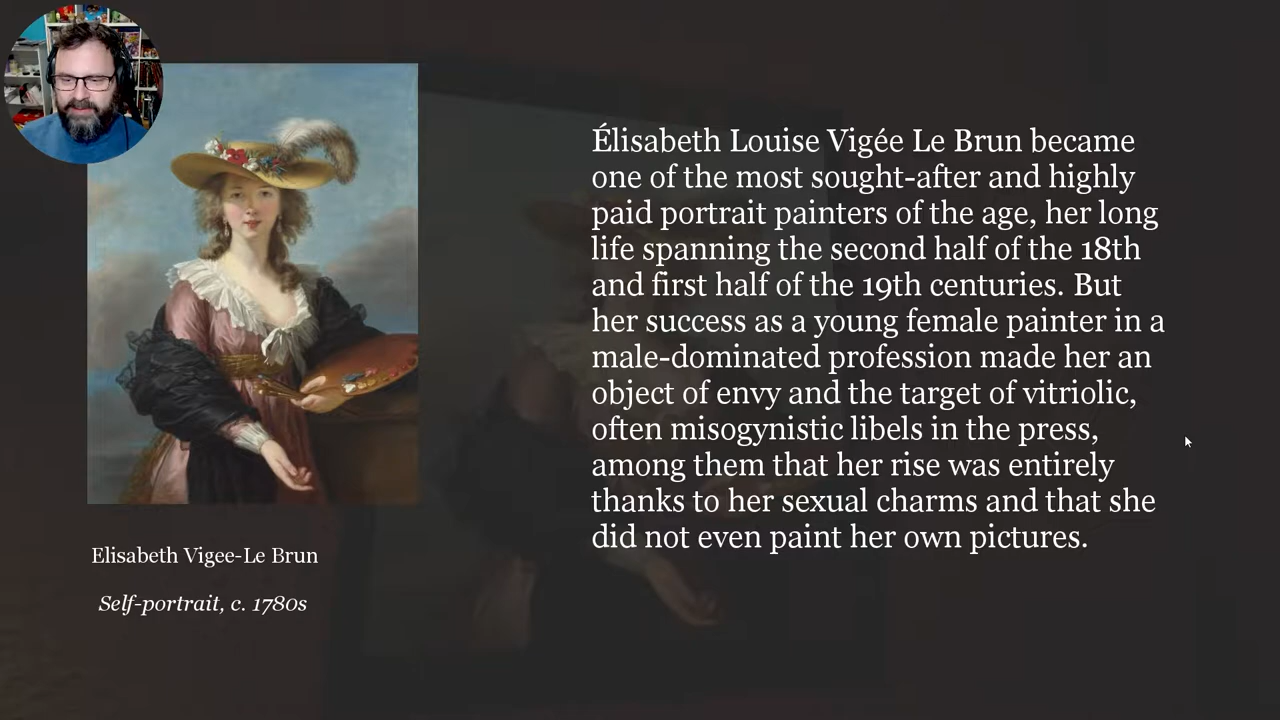 Élisabeth Louise Vigée Le Brun became
one of the most sought-after and highly
paid portrait painters of the age, her long
life spanning the second half of the 18th
and first half of the 19th centuries. But
her success as a young female painter in a
male-dominated profession made her an
object of envy and the target of vitriolic,
often misogynistic libels in the press,
among them that her rise was entirely
thanks to her sexual charms and that she
did not even paint her own pictures.
Elisabeth Vigee-Le Brun
Self-portrait, c. 1780s